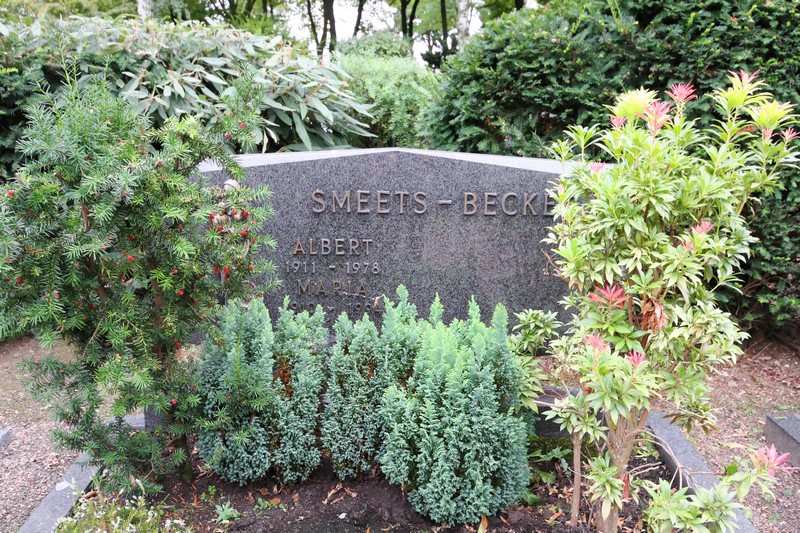 SMEETS - BECKE
ALBERT
1911 - 1978
MARIA